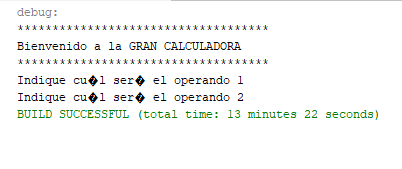 debug:
***********************************
Bienvenido a la GRAN CALCULADORA
***********************************
Indique cu�l ser� el operando 1
Indique cu�l ser� el operando 2
BUILD SUCCESSFUL (total time: 13 minutes 22 seconds)